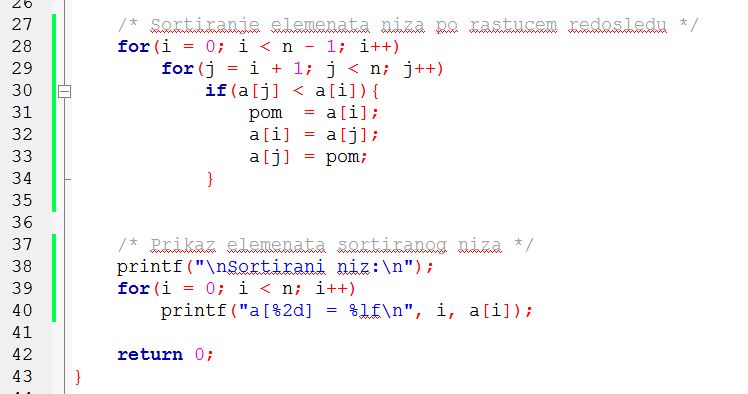 26
27 /* Sortiranje elemenata niza po rastucem redosledu */
28 for(i = 0; i < n - 1; i++)
29 for(j = i + 1; j < n; j++)
30 if(a[j] < a[i]){
31 pom = a[i];
32 a[i] = a[j];
33 a[j] = pom;
34 }
35
36
37 /* Prikaz elemenata sortiranog niza */
38 printf("\nSortirani niz:\n");
39 for(i = 0; i < n; i++)
40 printf("a[%2d] = %lf\n", i, a[i]);
41
42 return 0;
43 }